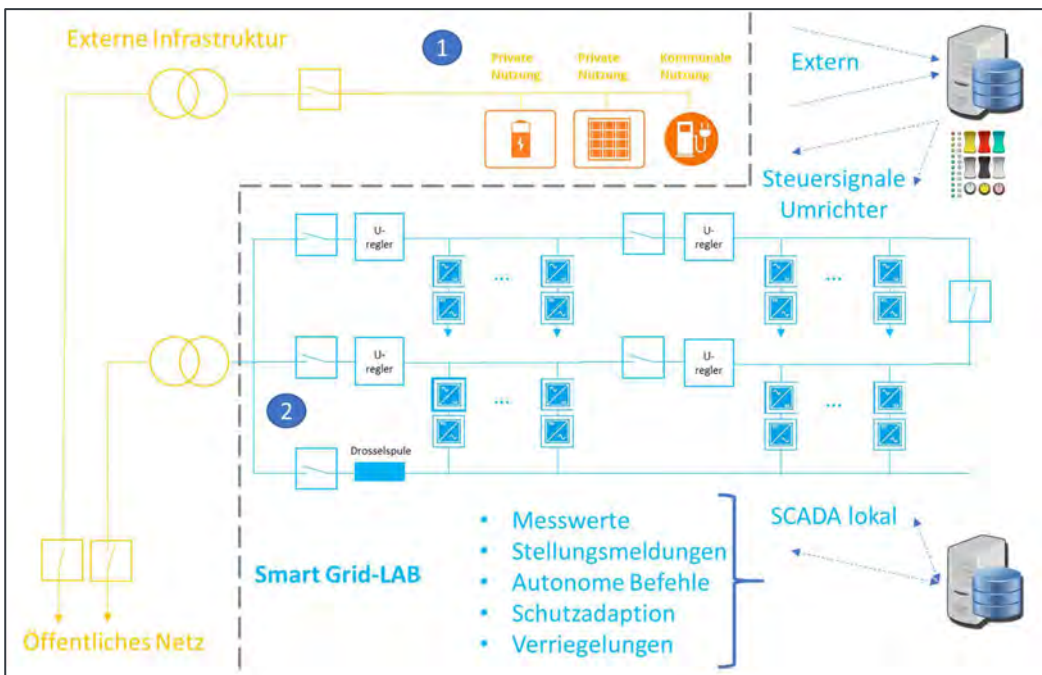 Externe Infrastruktur
1
Private
Nutzung
Private
Nutzung
Kommunale
Nutzung
Extern
Steuersignale
Umrichter
U-
regler
U-
regler
...
...
U-
regler
U-
regler
2
...
...
Drosselspule
Smart Grid-LAB
• Messwerte
• Stellungsmeldungen
• Autonome Befehle
• Schutzadaption
• Verriegelungen
SCADA lokal
Öffentliches Netz